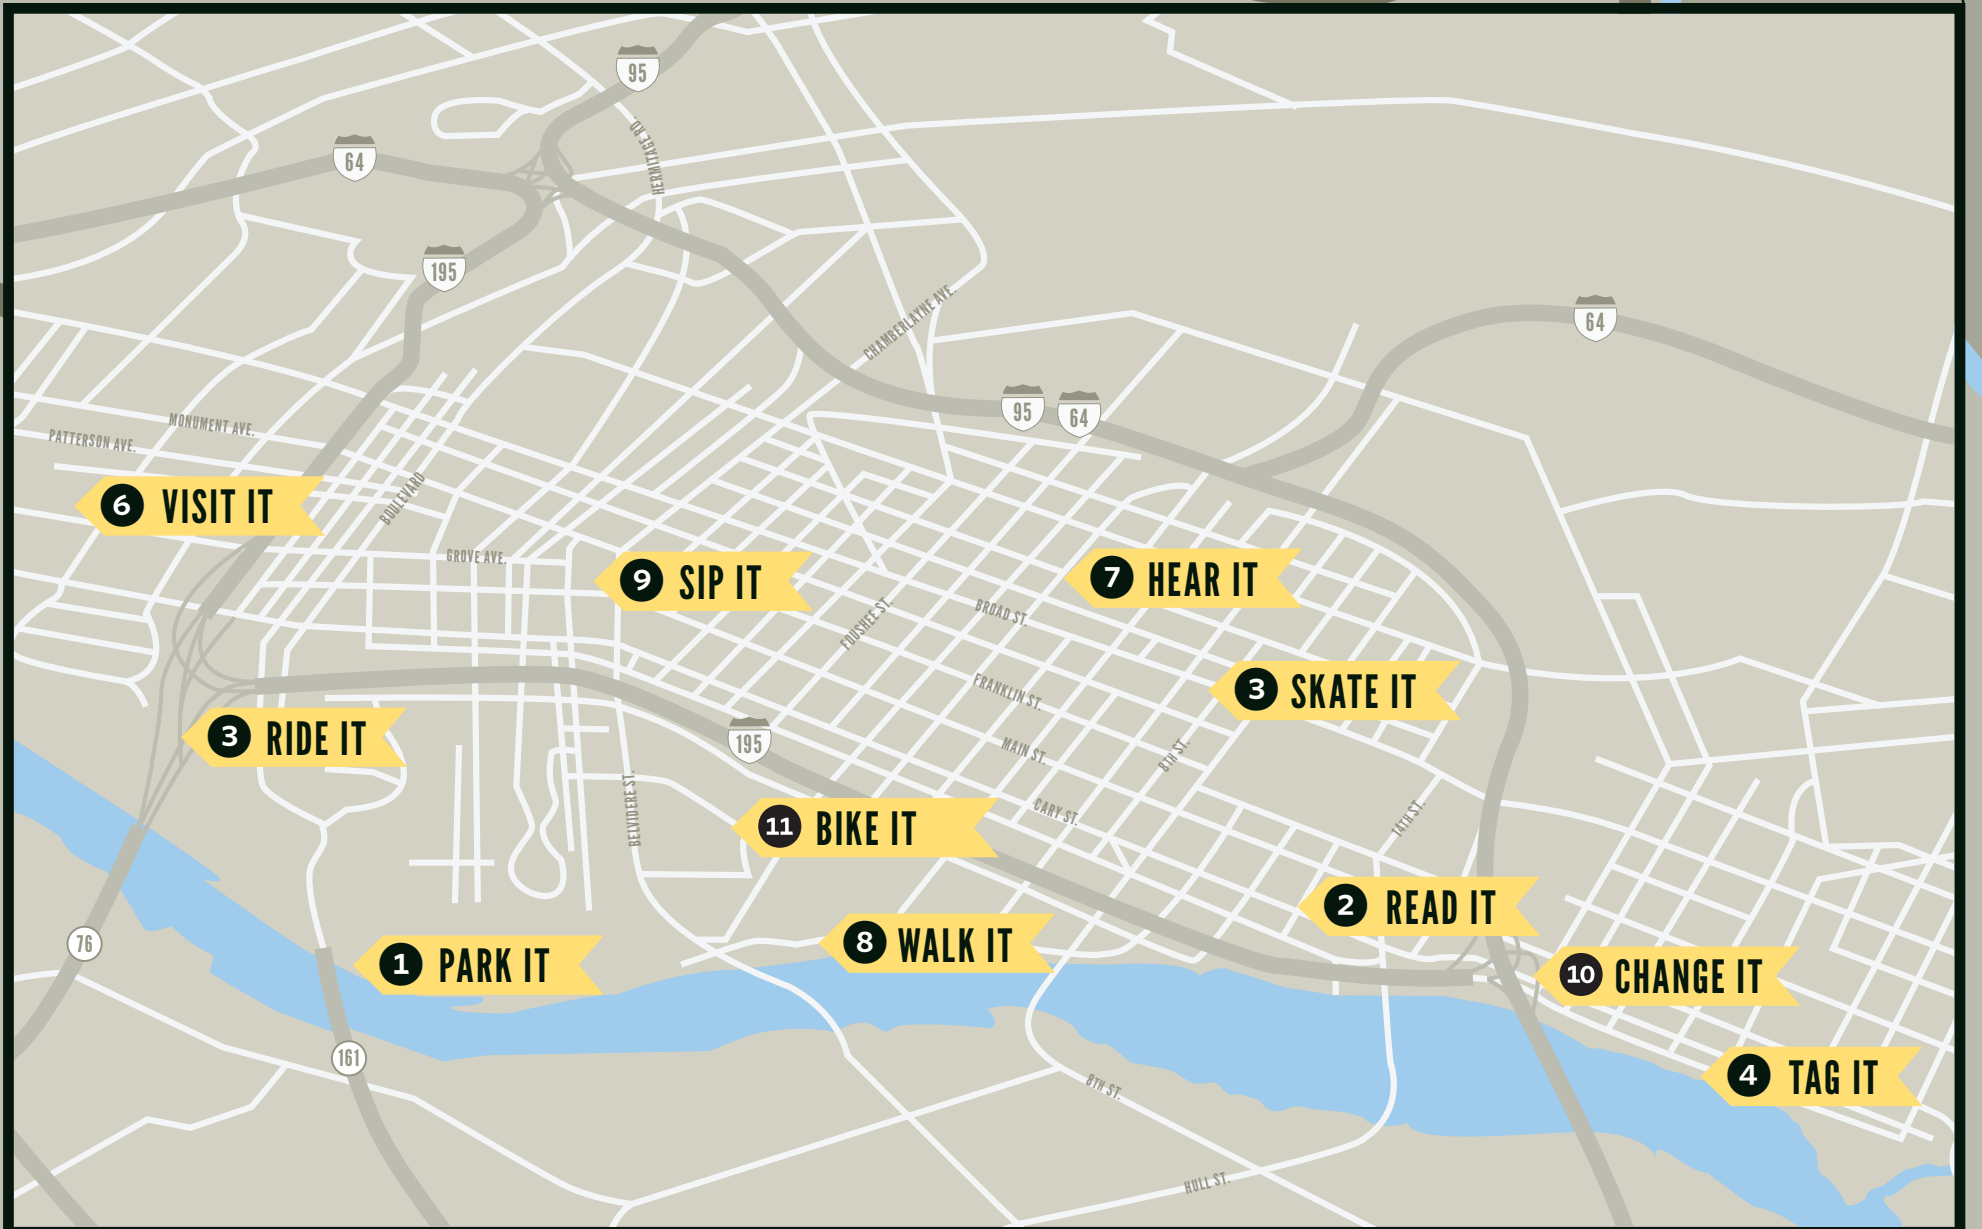 95
HERMITAGE RD.
64
195
CHAMBERLAYNE AVE.
64
95
64
MONUMENT AVE.
PATTERSON AVE.
BOULEVARD
6 VISIT IT
GROVE AVE.
9 SIP IT
7 HEAR IT
FOUSHEE ST.
BROAD ST.
3 SKATE IT
FRANKLIN ST.
3 RIDE IT
195
MAIN ST.
8TH ST.
BELVIDERE ST.
11 BIKE IT
CARY ST.
14TH ST.
2 READ IT
76
8 WALK IT
1 PARK IT
10 CHANGE IT
161
8TH ST.
4 TAG IT
HULL ST.